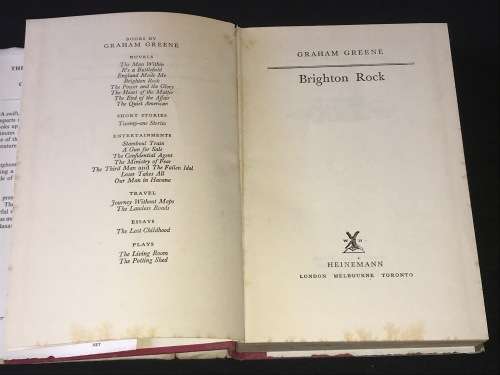 BOOKS BY
GRAHAM GREENE
NOVELS
The Man Within
It's a Battlefield
England Made Me
Brighton Rock
The Power and the Glory
The Heart of the Matter
The End of the Affair
The Quiet American
SHORT STORIES
Twenty-one Stories
ENTERTAINMENTS
Stamboul Train
A Gun for Sale
The Confidential Agent
The Ministry of Fear
The Third Man and The Fallen Idol
Loser Takes All
Our Man in Havana
TRAVEL
Journey Without Maps
The Lawless Roads
ESSAYS
The Lost Childhood
PLAYS
The Living Room
The Potting Shed
GRAHAM GREENE
Brighton Rock
W H
HEINEMANN
LONDON MELBOURNE TORONTO